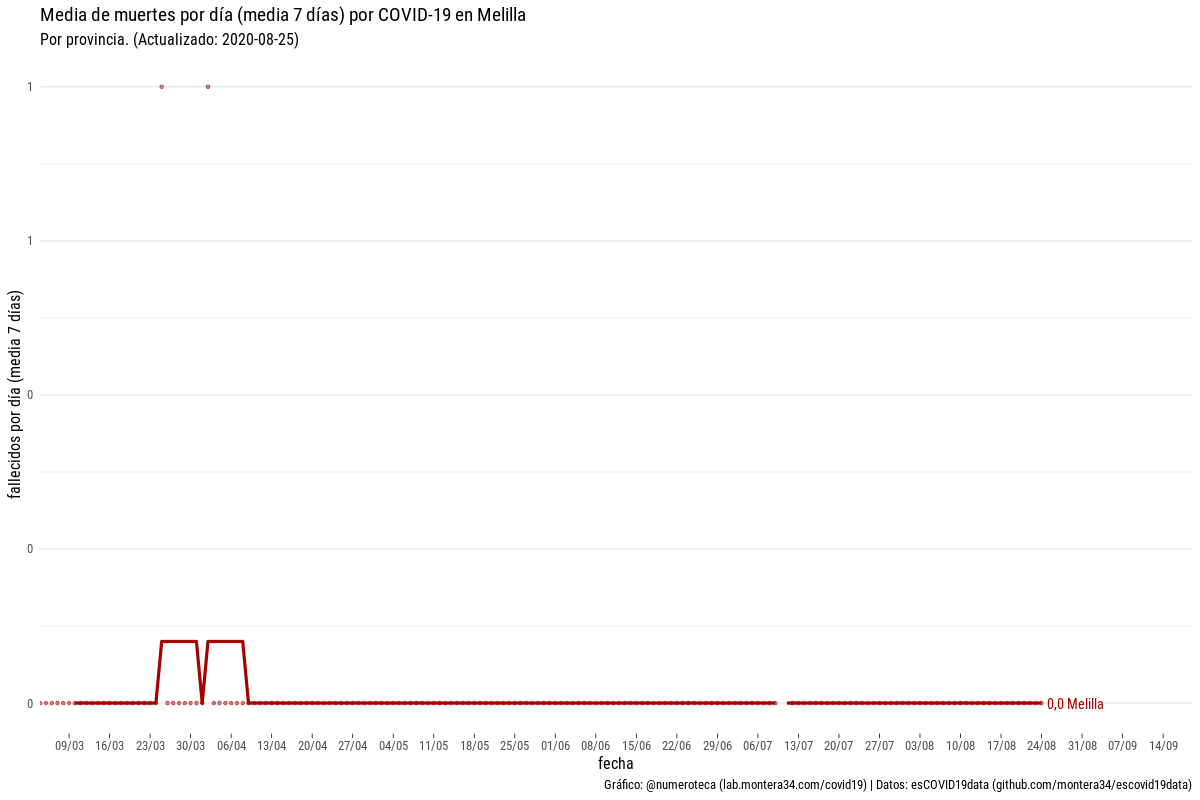 Media de muertes por día (media 7 días) por COVID-19 en Melilla
Por provincia. (Actualizado: 2020-08-25)
1
1
0
0
0
fallecidos por día (media 7 días)
0,0 Melilla
09/03 16/03 23/03 30/03 06/04 13/04 20/04 27/04 04/05 11/05 18/05 25/05 01/06 08/06 15/06 22/06 29/06 06/07 13/07 20/07 27/07 03/08 10/08 17/08 24/08 31/08 07/09 14/09
fecha
Gráfico: @numeroteca (lab.montera34.com/covid19) | Datos: esCOVID19data (github.com/montera34/escovid19data)